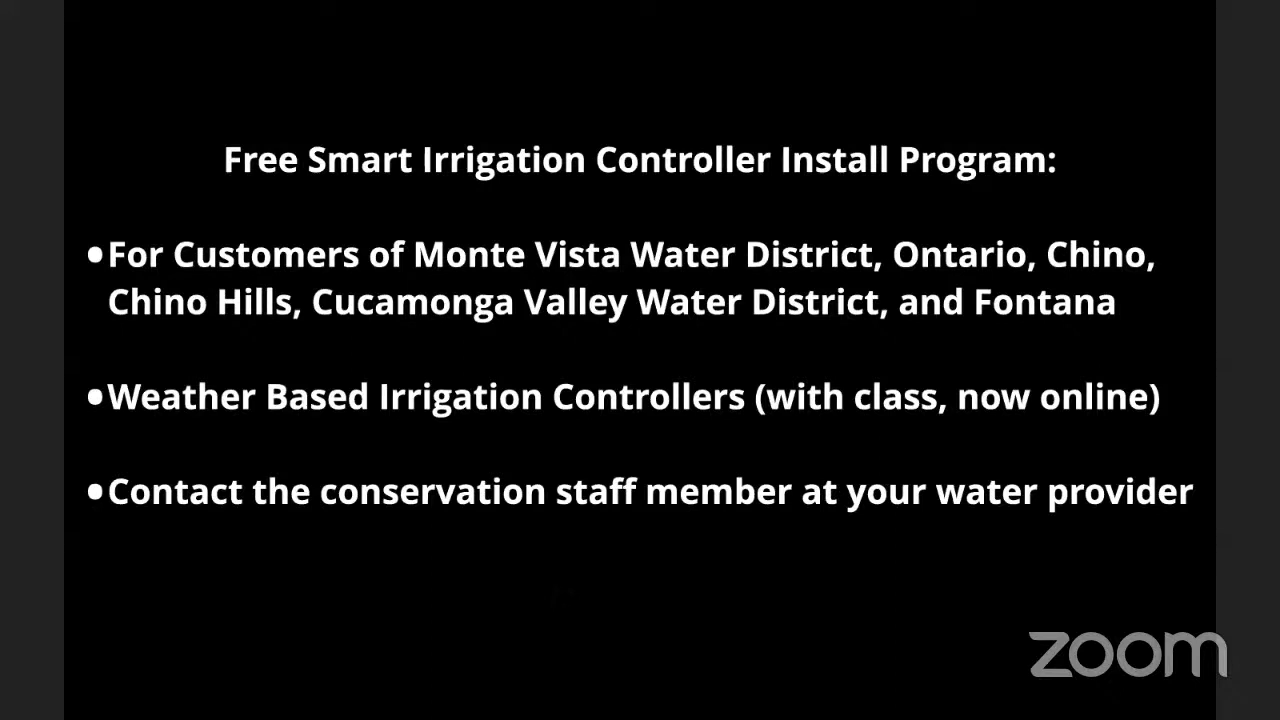 Free Smart Irrigation Controller Install Program:
•For Customers of Monte Vista Water District, Ontario, Chino,
Chino Hills, Cucamonga Valley Water District, and Fontana
•Weather Based Irrigation Controllers (with class, now online)
•Contact the conservation staff member at your water provider
zoom